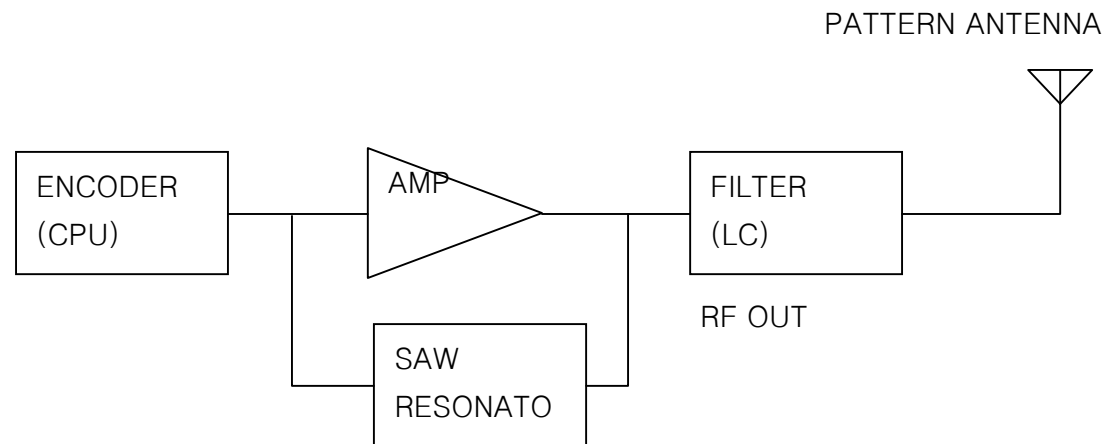 PATTERN ANTENNA
ENCODER
(CPU)
AMP
FILTER
(LC)
RF OUT
SAW
RESONATO